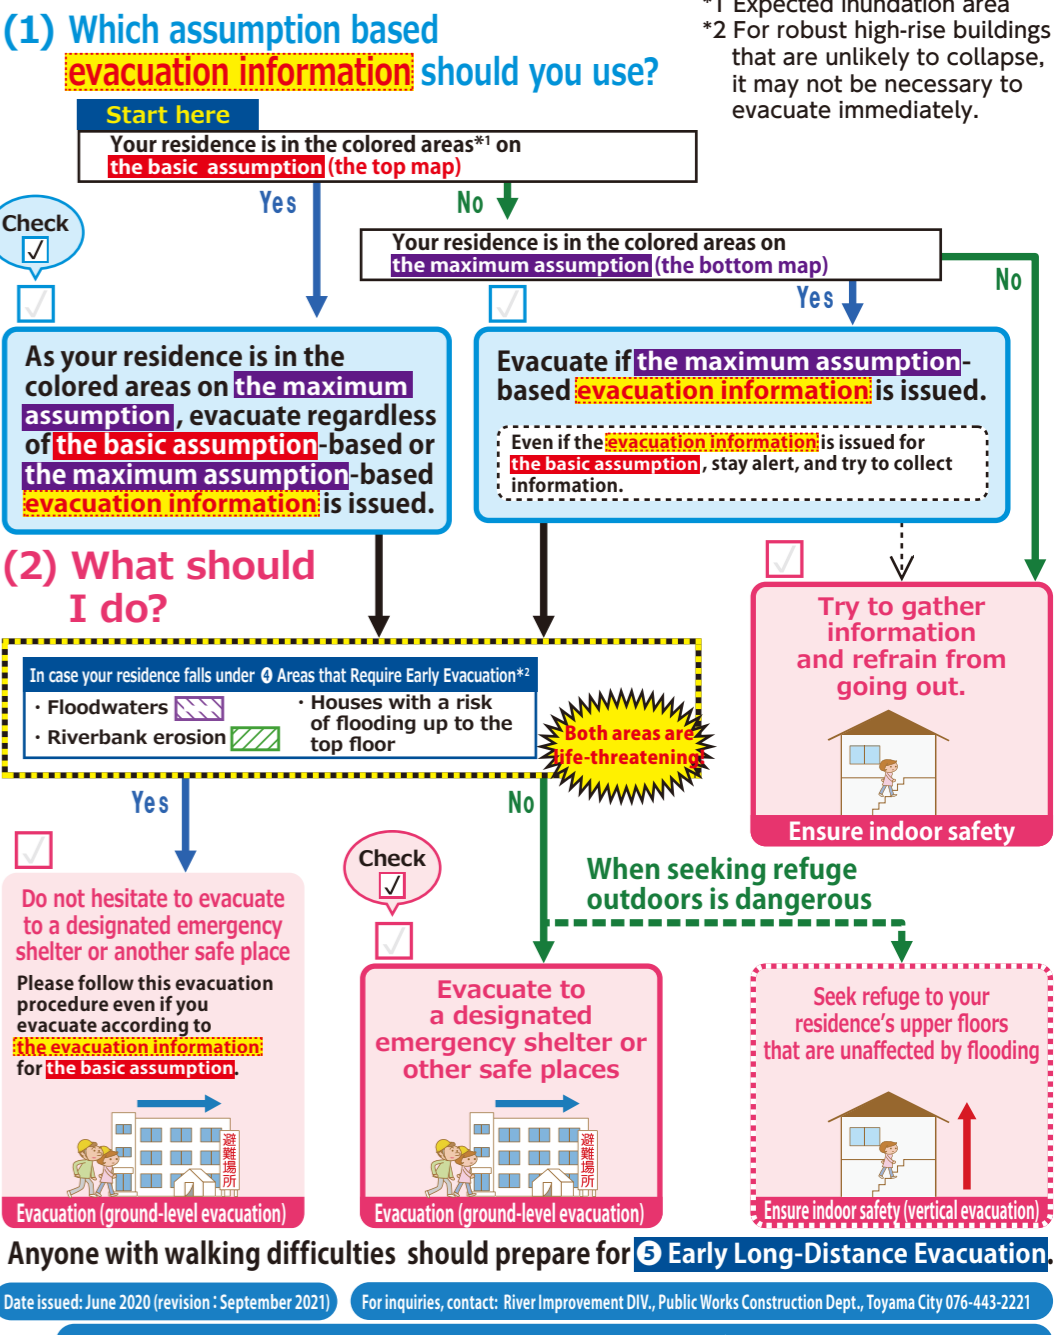 (1) Which assumption based
evacuation information should you use?
*1 Expected inundation area
*2 For robust high-rise buildings
that are unlikely to collapse,
it may not be necessary to
evacuate immediately.
Start here
Your residence is in the colored areas*1 on
the basic assumption (the top map)
Yes
No
Check
Your residence is in the colored areas on
the maximum assumption (the bottom map)
Yes
No
As your residence is in the
colored areas on the maximum
assumption, evacuate regardless
of the basic assumption-based or
the maximum assumption-based
evacuation information is issued.
Evacuate if the maximum assumption-
based evacuation information is issued.
Even if the evacuation information is issued for
the basic assumption, stay alert, and try to collect
information.
(2) What should
I do?
In case your residence falls under ❹ Areas that Require Early Evacuation*2
・Floodwaters
・Riverbank erosion
・Houses with a risk
of flooding up to the
top floor
Both areas are
life-threatening!
Try to gather
information
and refrain from
going out.
Ensure indoor safety
Yes
No
Check
When seeking refuge
outdoors is dangerous
Do not hesitate to evacuate
to a designated emergency
shelter or another safe place
Please follow this evacuation
procedure even if you
evacuate according to
the evacuation information
for the basic assumption.
避難場所
Evacuation (ground-level evacuation)
Evacuate to
a designated
emergency shelter or
other safe places
避難場所
Evacuation (ground-level evacuation)
Seek refuge to your
residence's upper floors
that are unaffected by flooding
Ensure indoor safety (vertical evacuation)
Anyone with walking difficulties should prepare for ❺ Early Long-Distance Evacuation.
Date issued: June 2020 (revision：September 2021)
For inquiries, contact: River Improvement DIV., Public Works Construction Dept., Toyama City 076-443-2221